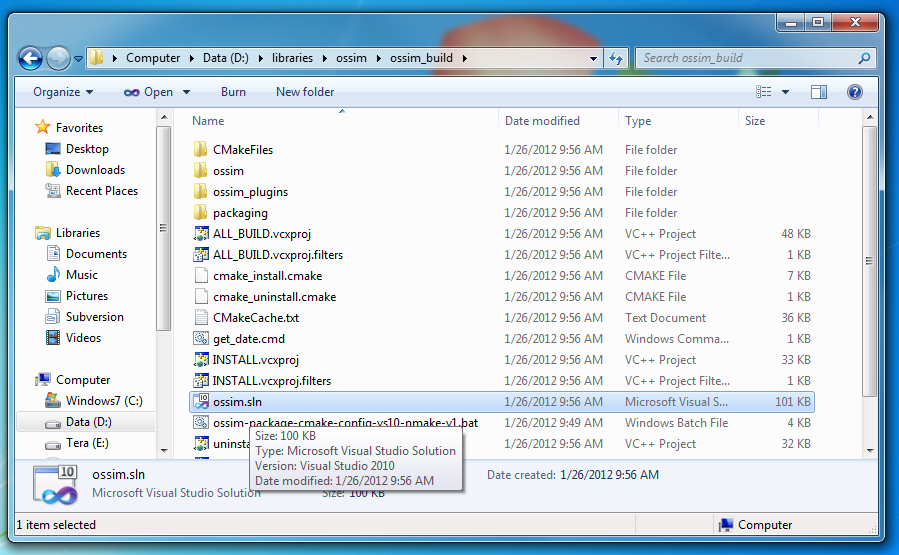 Computer Data (D:) libraries ossim ossim_build Search ossim_build
Organize Open Burn New folder
Name Date modified Type Size
Favorites
Desktop
Downloads
Recent Places
Libraries
Documents
Music
Pictures
Subversion
Videos
Computer
Windows7 (C:)
Data (D:)
Tera (E:)
CMakeFiles 1/26/2012 9:56 AM File folder
ossim 1/26/2012 9:56 AM File folder
ossim_plugins 1/26/2012 9:56 AM File folder
packaging 1/26/2012 9:56 AM File folder
ALL_BUILD.vcxproj 1/26/2012 9:56 AM VC++ Project 48 KB
ALL_BUILD.vcxproj.filters 1/26/2012 9:56 AM VC++ Project Filte... 1 KB
cmake_install.cmake 1/26/2012 9:56 AM CMAKE File 7 KB
cmake_uninstall.cmake 1/26/2012 9:56 AM CMAKE File 1 KB
CMakeCache.txt 1/26/2012 9:56 AM Text Document 36 KB
get_date.cmd 1/26/2012 9:56 AM Windows Comma... 1 KB
INSTALL.vcxproj 1/26/2012 9:56 AM VC++ Project 33 KB
INSTALL.vcxproj.filters 1/26/2012 9:56 AM VC++ Project Filte... 1 KB
ossim.sln 1/26/2012 9:56 AM Microsoft Visual S... 101 KB
ossim-package-cmake-config-vs10-nmake-v1.bat 1/26/2012 9:49 AM Windows Batch File 4 KB
uninst 1/26/2012 9:56 AM VC++ Project 32 KB
Size: 100 KB
Type: Microsoft Visual Studio Solution
Version: Visual Studio 2010
Date modified: 1/26/2012 9:56 AM
10
ossim.sln Date created: 1/26/2012 9:56 AM
Microsoft Visual Studio Solution Size: 100 KB
1 item selected Computer